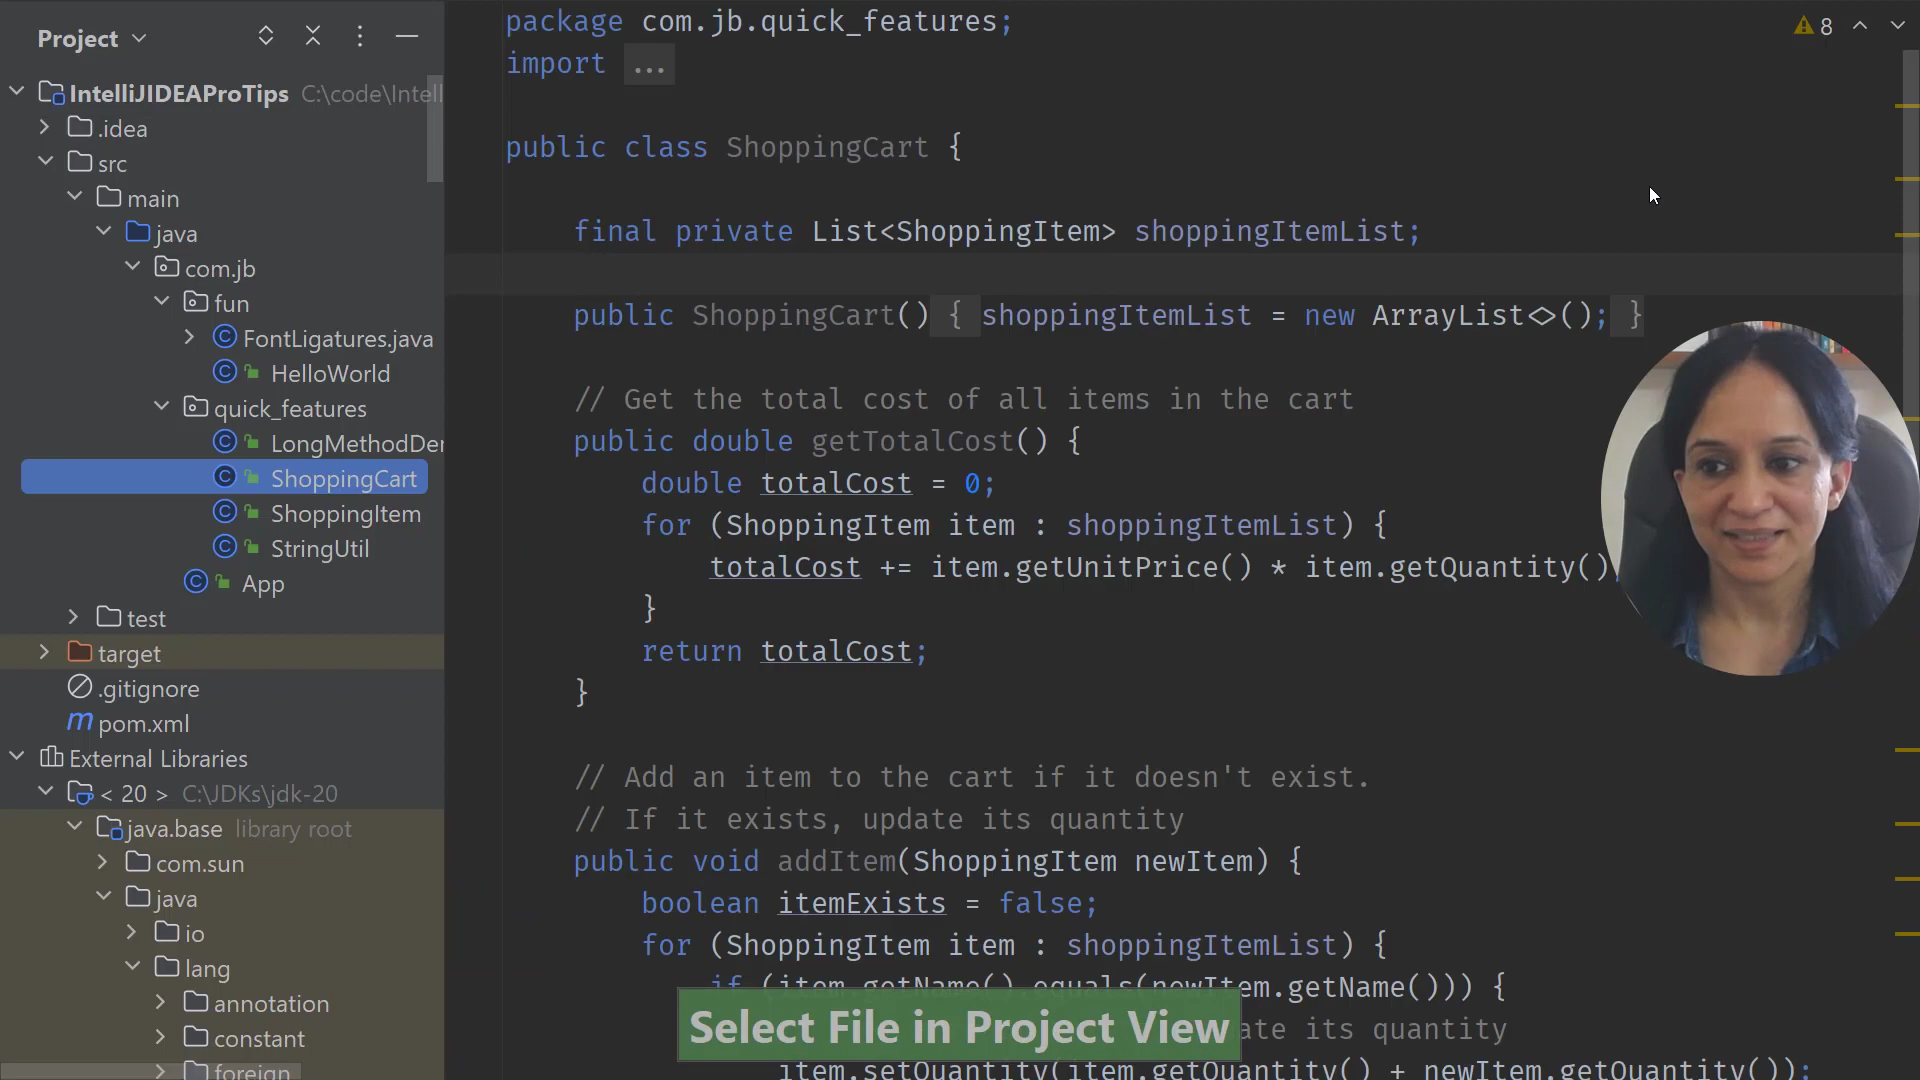 Project
IntelliJIDEAProTips C:\code\Intell
.idea
src
main
java
com.jb
fun
FontLigatures.java
HelloWorld
quick_features
LongMethodDer
ShoppingCart
ShoppingItem
StringUtil
App
test
target
.gitignore
pom.xml
External Libraries
< 20 > C:\JDKs\jdk-20
java.base library root
com.sun
java
io
lang
annotation
constant
foreign
package com.jb.quick_features;
import ...
8
public class ShoppingCart {
final private List<ShoppingItem> shoppingItemList;
public ShoppingCart() { shoppingItemList = new ArrayList<>(); }
// Get the total cost of all items in the cart
public double getTotalCost() {
double totalCost = 0;
for (ShoppingItem item : shoppingItemList) {
totalCost += item.getUnitPrice() * item.getQuantity();
}
return totalCost;
}
// Add an item to the cart if it doesn't exist.
// If it exists, update its quantity
public void addItem(ShoppingItem newItem) {
boolean itemExists = false;
for (ShoppingItem item : shoppingItemList) {
if (item.getName().equals(newItem.getName())) {
ate its quantity
item.setQuantity(item.getQuantity() + newItem.getQuantity());
Select File in Project View